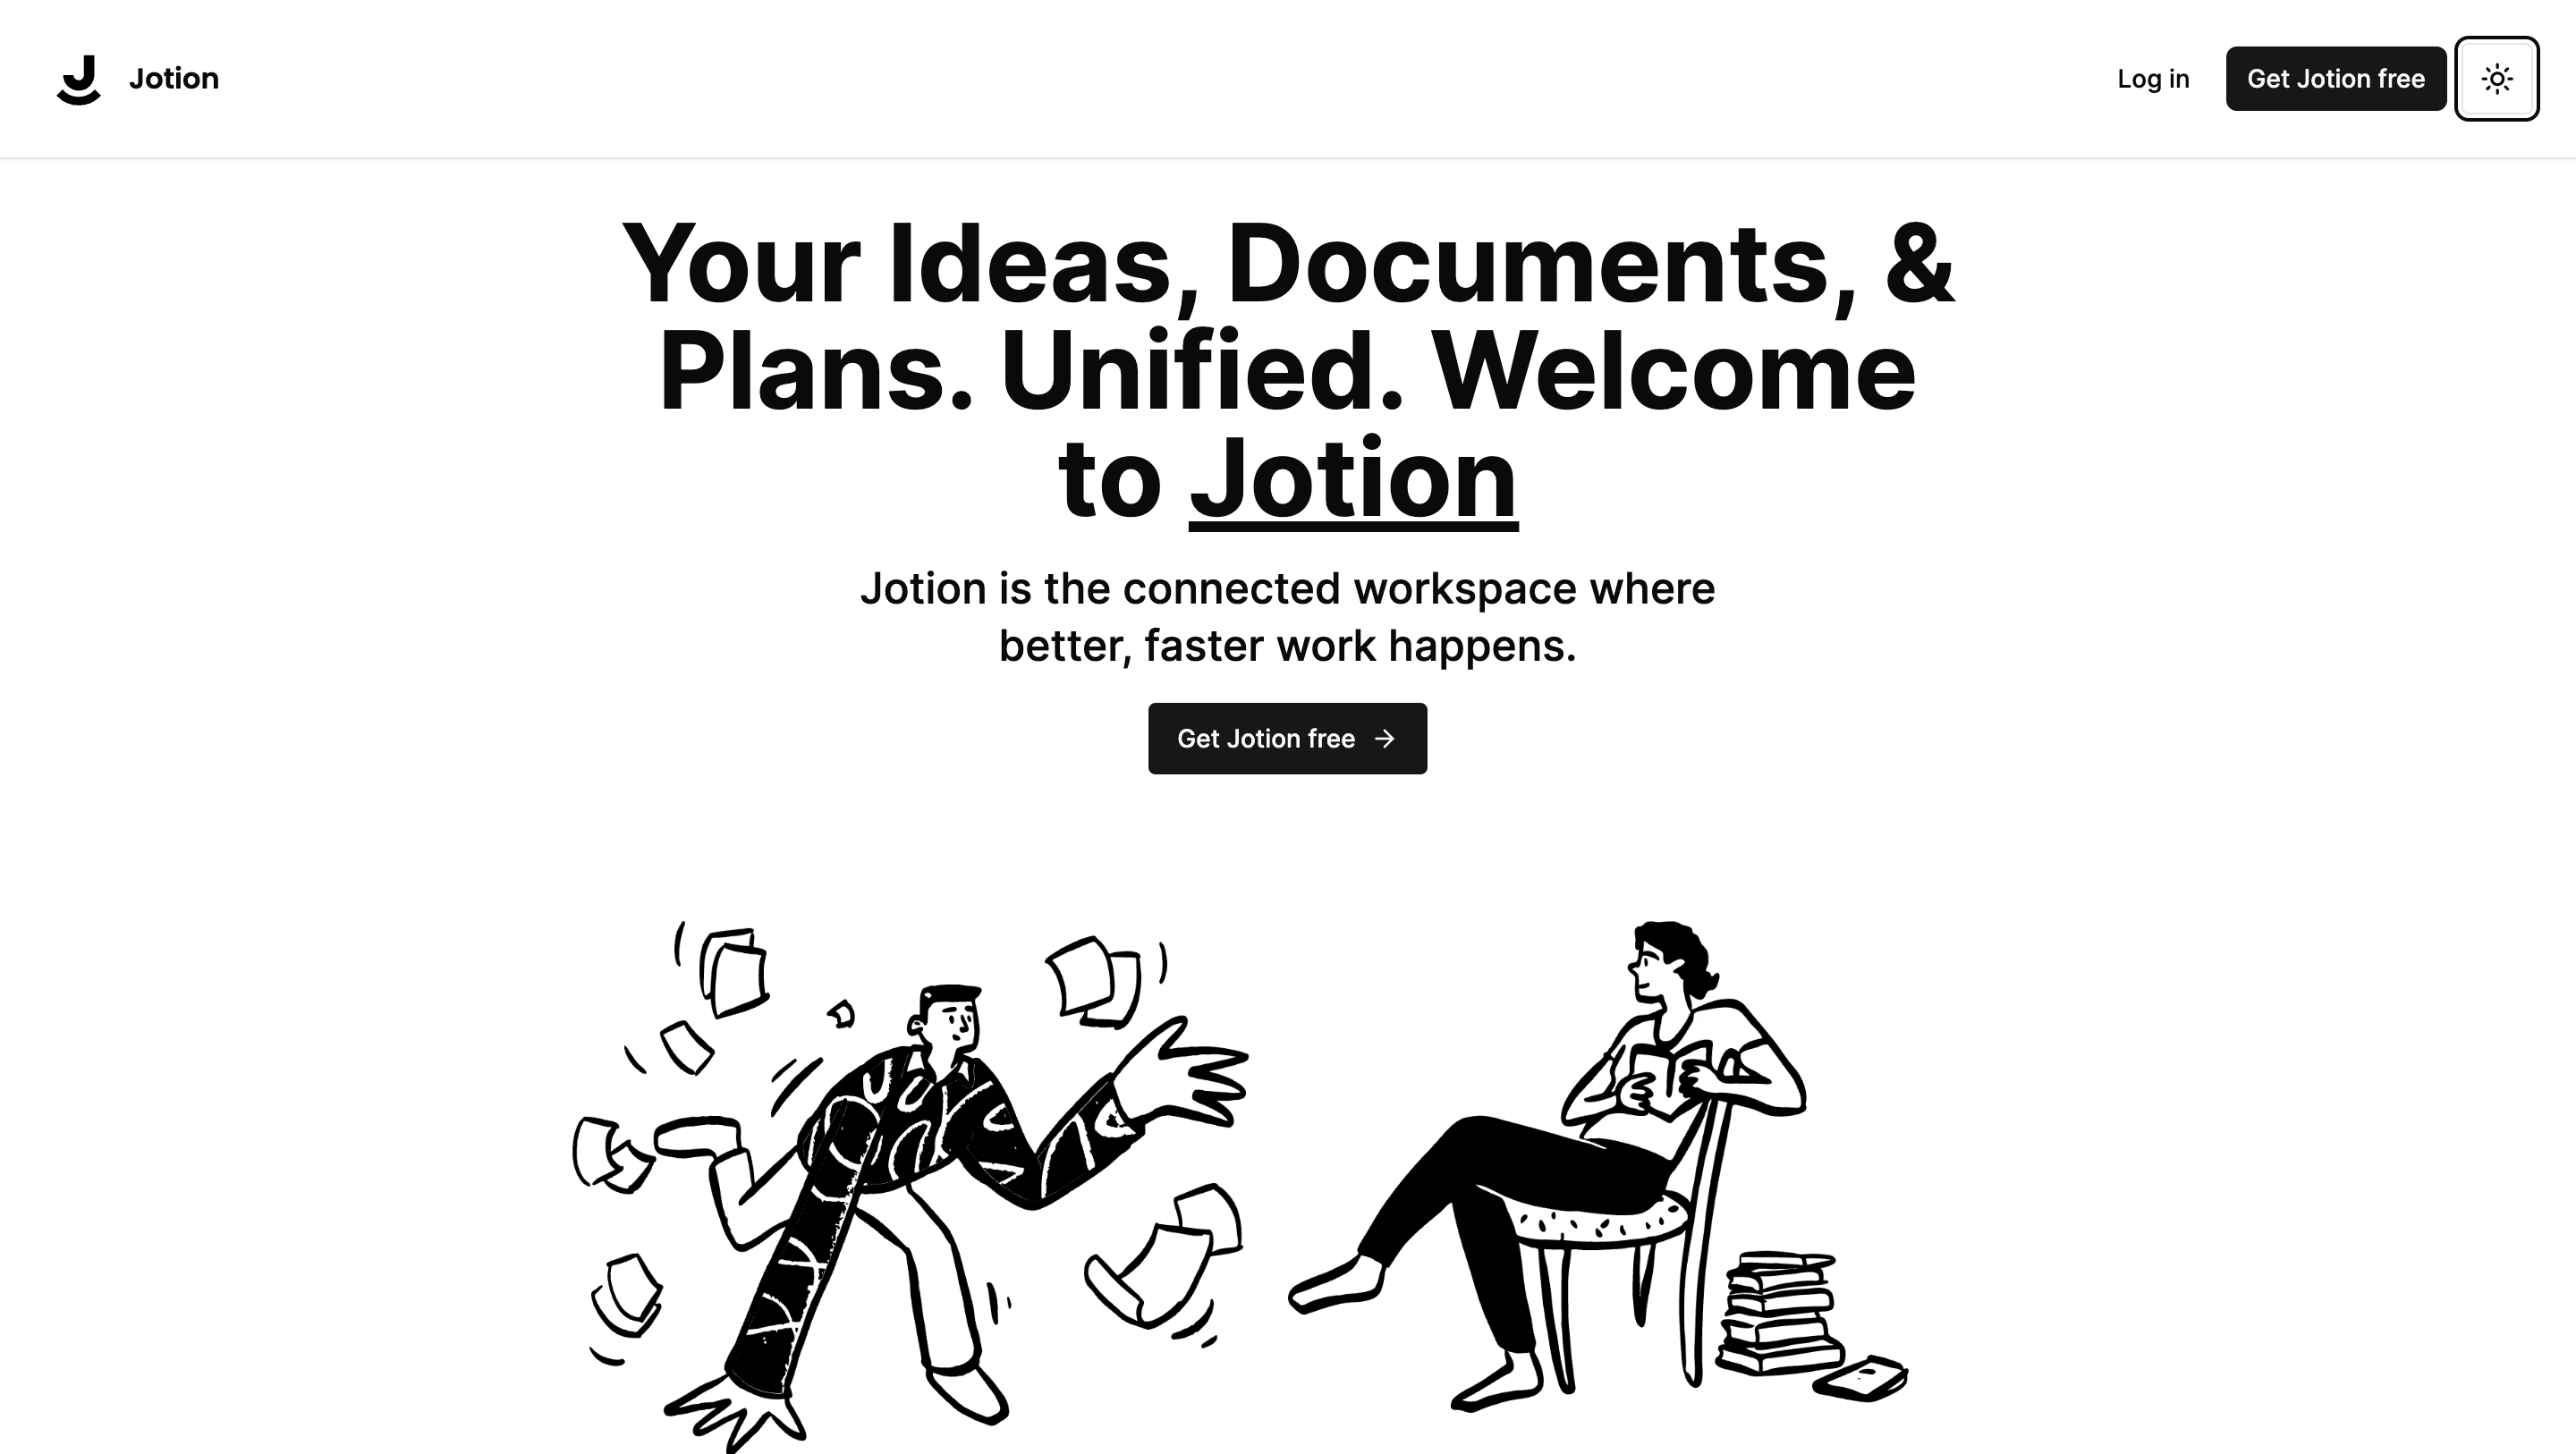 Jotion
Log in
Get Jotion free
Your Ideas, Documents, &
Plans. Unified. Welcome
to Jotion
Jotion is the connected workspace where
better, faster work happens.
Get Jotion free